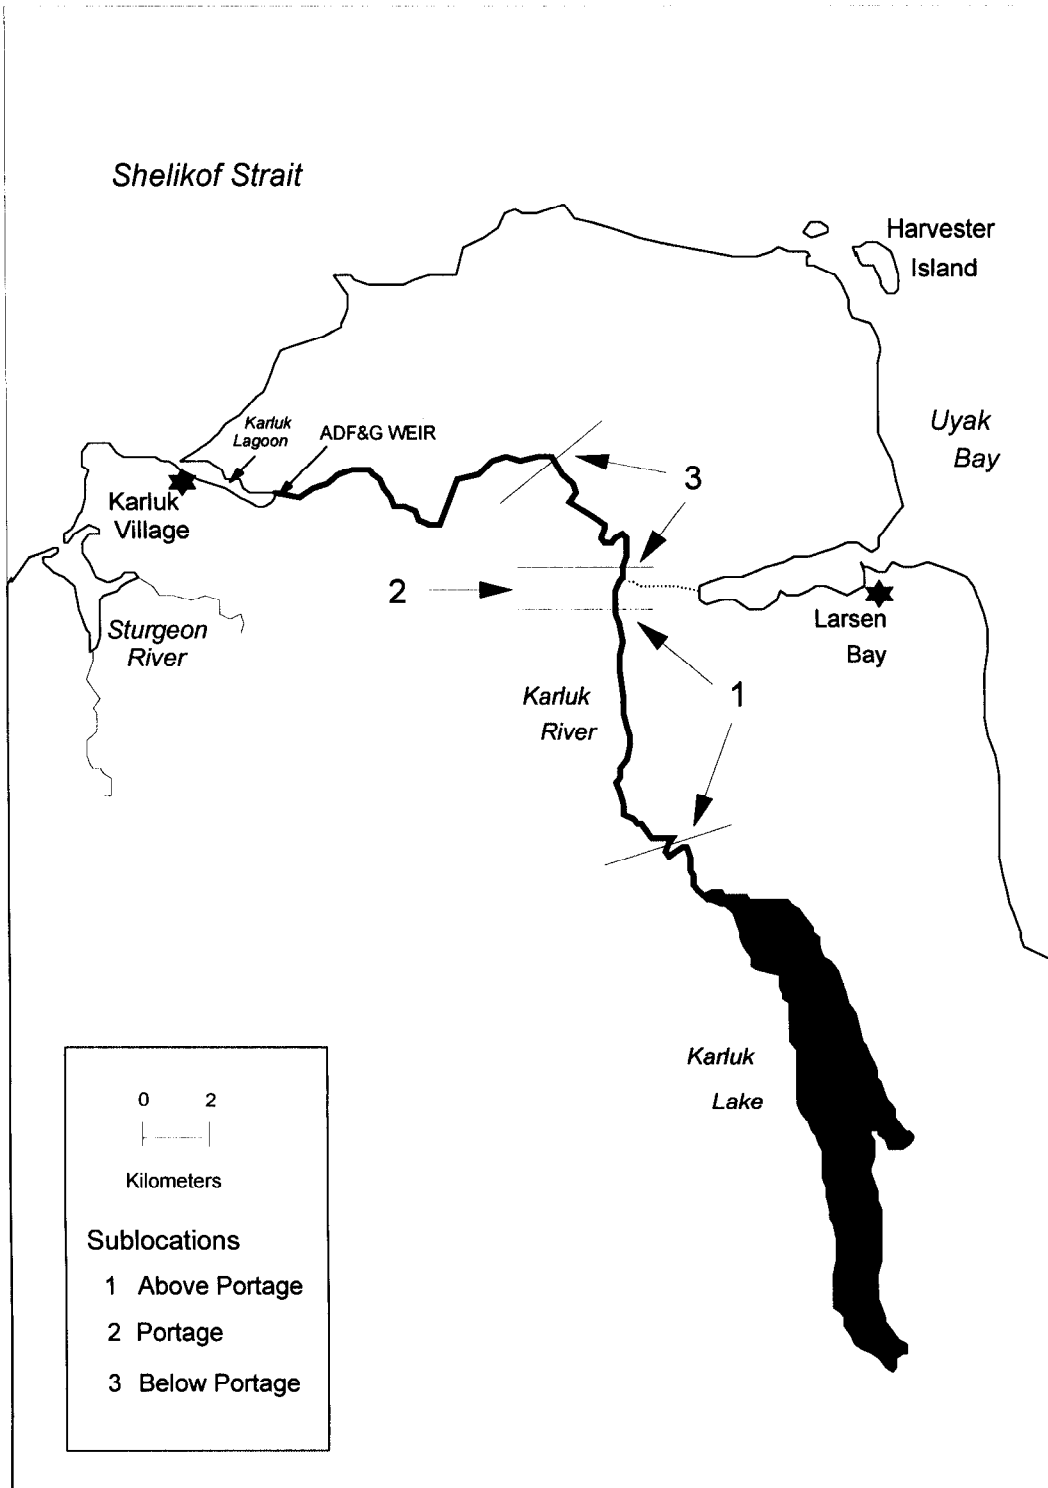 Shelikof Strait
Harvester
Island
Uyak
Bay
Karluk
Lagoon
ADF&G WEIR
3
Karluk
Village
2
Larsen
Bay
Sturgeon
River
Karluk
River
1
Karluk
Lake
0 2
Kilometers
Sublocations
1 Above Portage
2 Portage
3 Below Portage